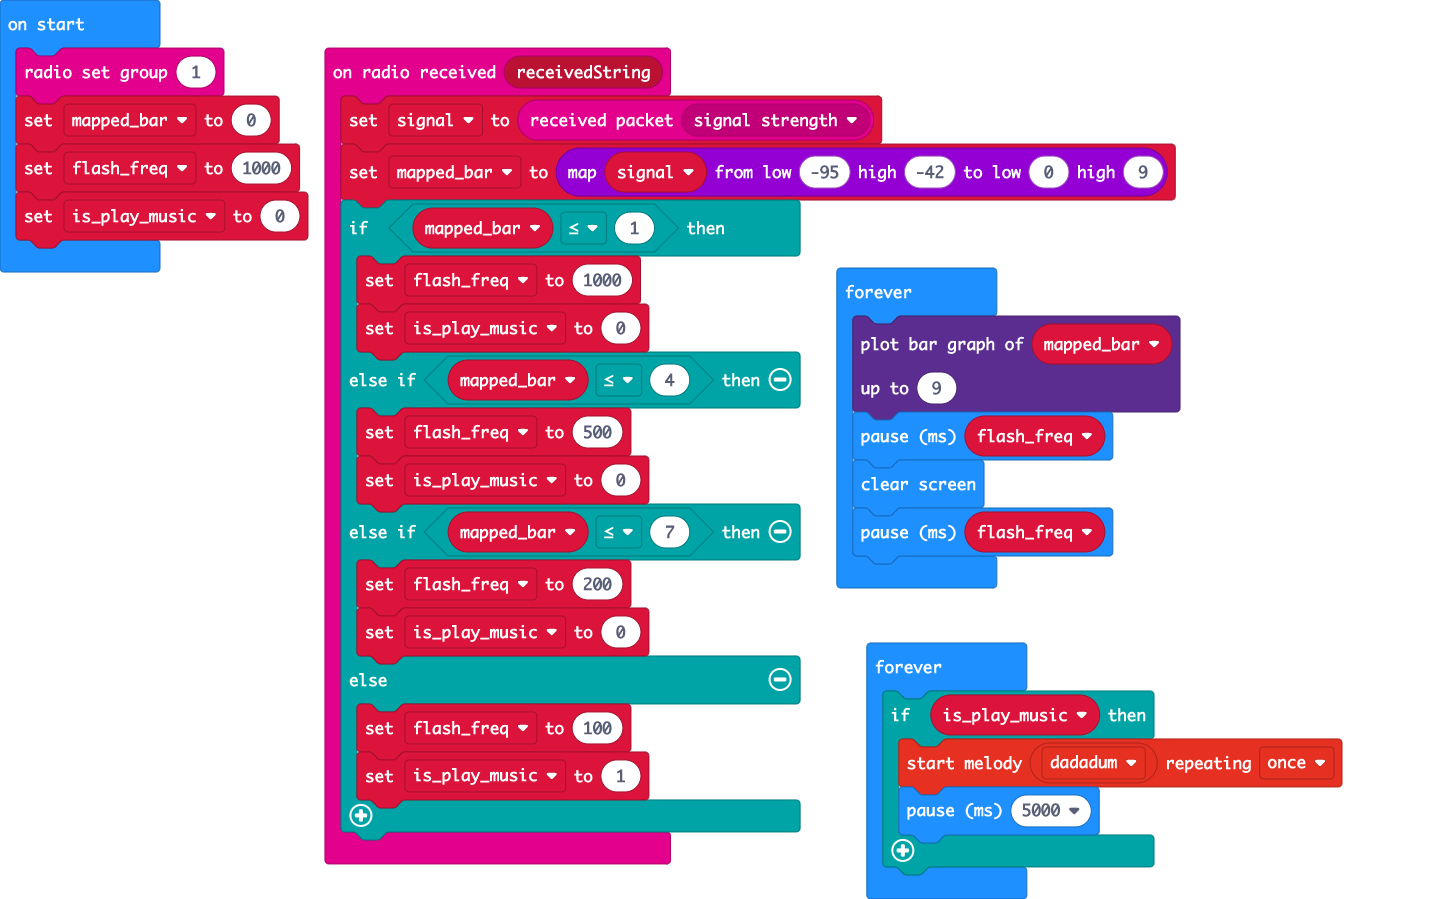 on start
radio set group 1
set mapped_bar to 0
set flash_freq to 1000
set is_play_music to 0
on radio received receivedString
set signal to received packet signal strength
set mapped_bar to map signal from low -95 high -42 to low 0 high 9
if mapped_bar ≤ 1 then
set flash_freq to 1000
set is_play_music to 0
else if mapped_bar ≤ 4 then
set flash_freq to 500
set is_play_music to 0
else if mapped_bar ≤ 7 then
set flash_freq to 200
set is_play_music to 0
else
set flash_freq to 100
set is_play_music to 1
forever
plot bar graph of mapped_bar
up to 9
pause (ms) flash_freq
clear screen
pause (ms) flash_freq
forever
if is_play_music then
start melody dadadum repeating once
pause (ms) 5000